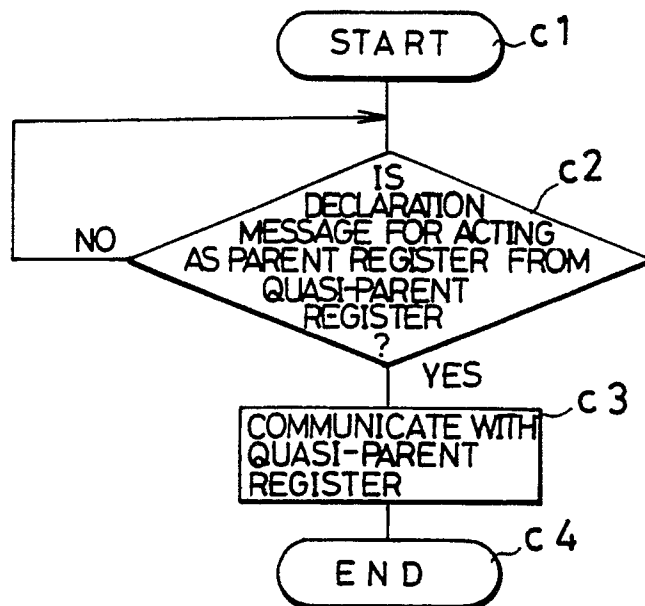 START
c1
IS
DECLARATION
MESSAGE FOR ACTING
AS PARENT REGISTER FROM
QUASI-PARENT
REGISTER
?
c2
NO
YES
COMMUNICATE WITH
QUASI-PARENT
REGISTER
c3
END
c4